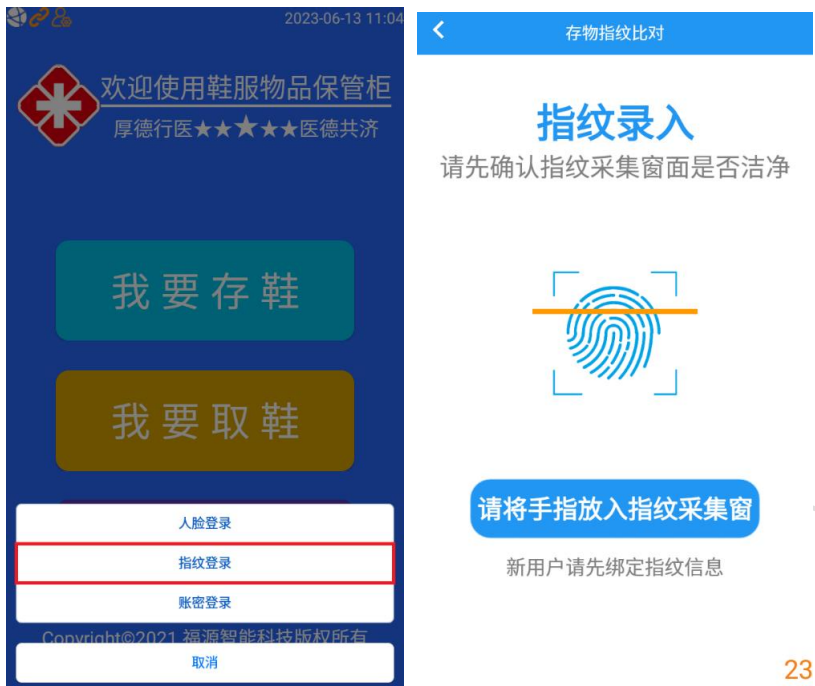 2023-06-13 11:04
欢迎使用鞋服物品保管柜
厚德行医★★★★★医德共济
我要存鞋
我要取鞋
人脸登录
指纹登录
账密登录
Copyright©2021 福源智能科技版权所有
取消
存物指纹比对
指纹录入
请先确认指纹采集窗面是否洁净
请将手指放入指纹采集窗
新用户请先绑定指纹信息
23